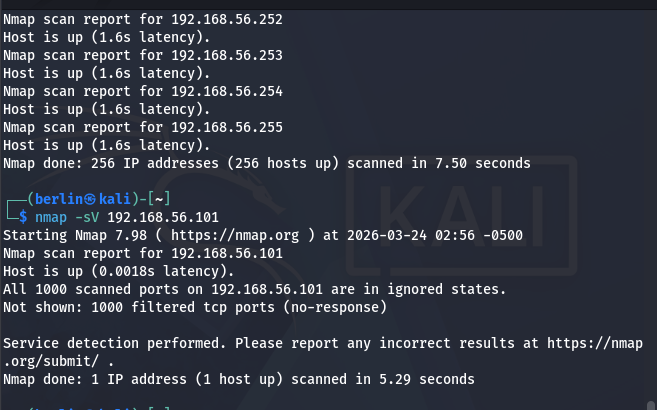 Nmap scan report for 192.168.56.252
Host is up (1.6s latency).
Nmap scan report for 192.168.56.253
Host is up (1.6s latency).
Nmap scan report for 192.168.56.254
Host is up (1.6s latency).
Nmap scan report for 192.168.56.255
Host is up (1.6s latency).
Nmap done: 256 IP addresses (256 hosts up) scanned in 7.50 seconds
┌──(berlin㉿kali)-[~]
└─$ nmap -sV 192.168.56.101
Starting Nmap 7.98 ( https://nmap.org ) at 2026-03-24 02:56 -0500
Nmap scan report for 192.168.56.101
Host is up (0.0018s latency).
All 1000 scanned ports on 192.168.56.101 are in ignored states.
Not shown: 1000 filtered tcp ports (no-response)
Service detection performed. Please report any incorrect results at https://nmap
.org/submit/ .
Nmap done: 1 IP address (1 host up) scanned in 5.29 seconds
KALI